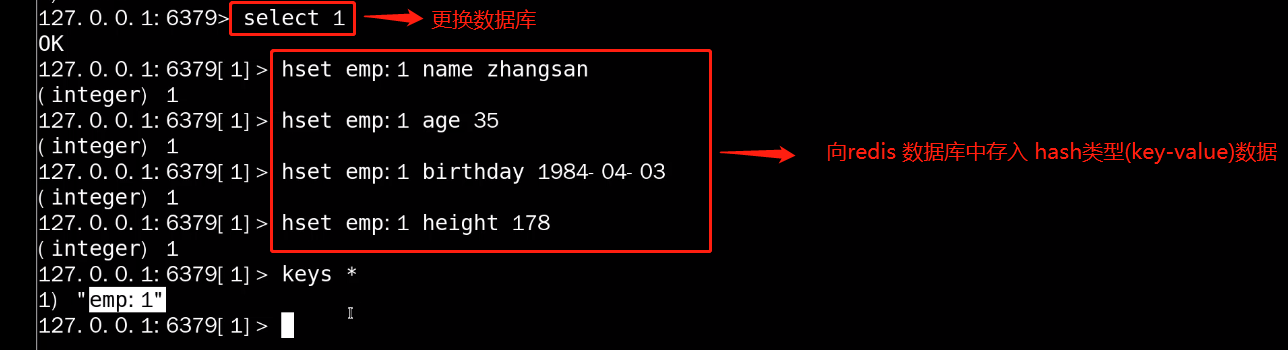 127.0.0.1:6379> select 1 更换数据库
OK
127.0.0.1:6379[1]> hset emp:1 name zhangsan
(integer) 1
127.0.0.1:6379[1]> hset emp:1 age 35
(integer) 1
127.0.0.1:6379[1]> hset emp:1 birthday 1984-04-03
(integer) 1
127.0.0.1:6379[1]> hset emp:1 height 178
(integer) 1
向redis 数据库中存入 hash类型(key-value)数据
127.0.0.1:6379[1]> keys *
1) "emp:1"
127.0.0.1:6379[1]>